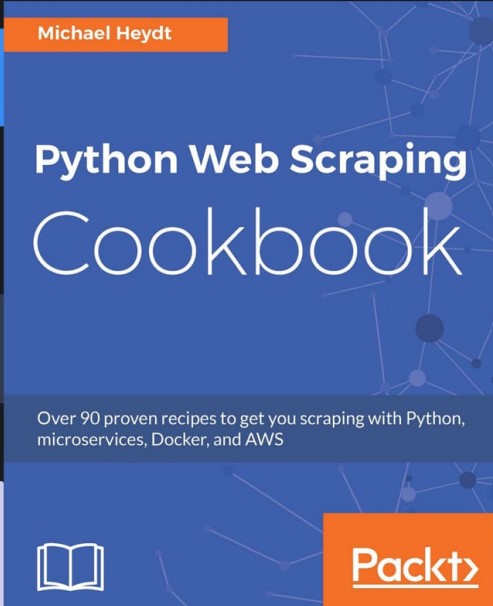 Michael Heydt
Python Web Scraping
Cookbook
Over 90 proven recipes to get you scraping with Python,
microservices, Docker, and AWS
Packt>